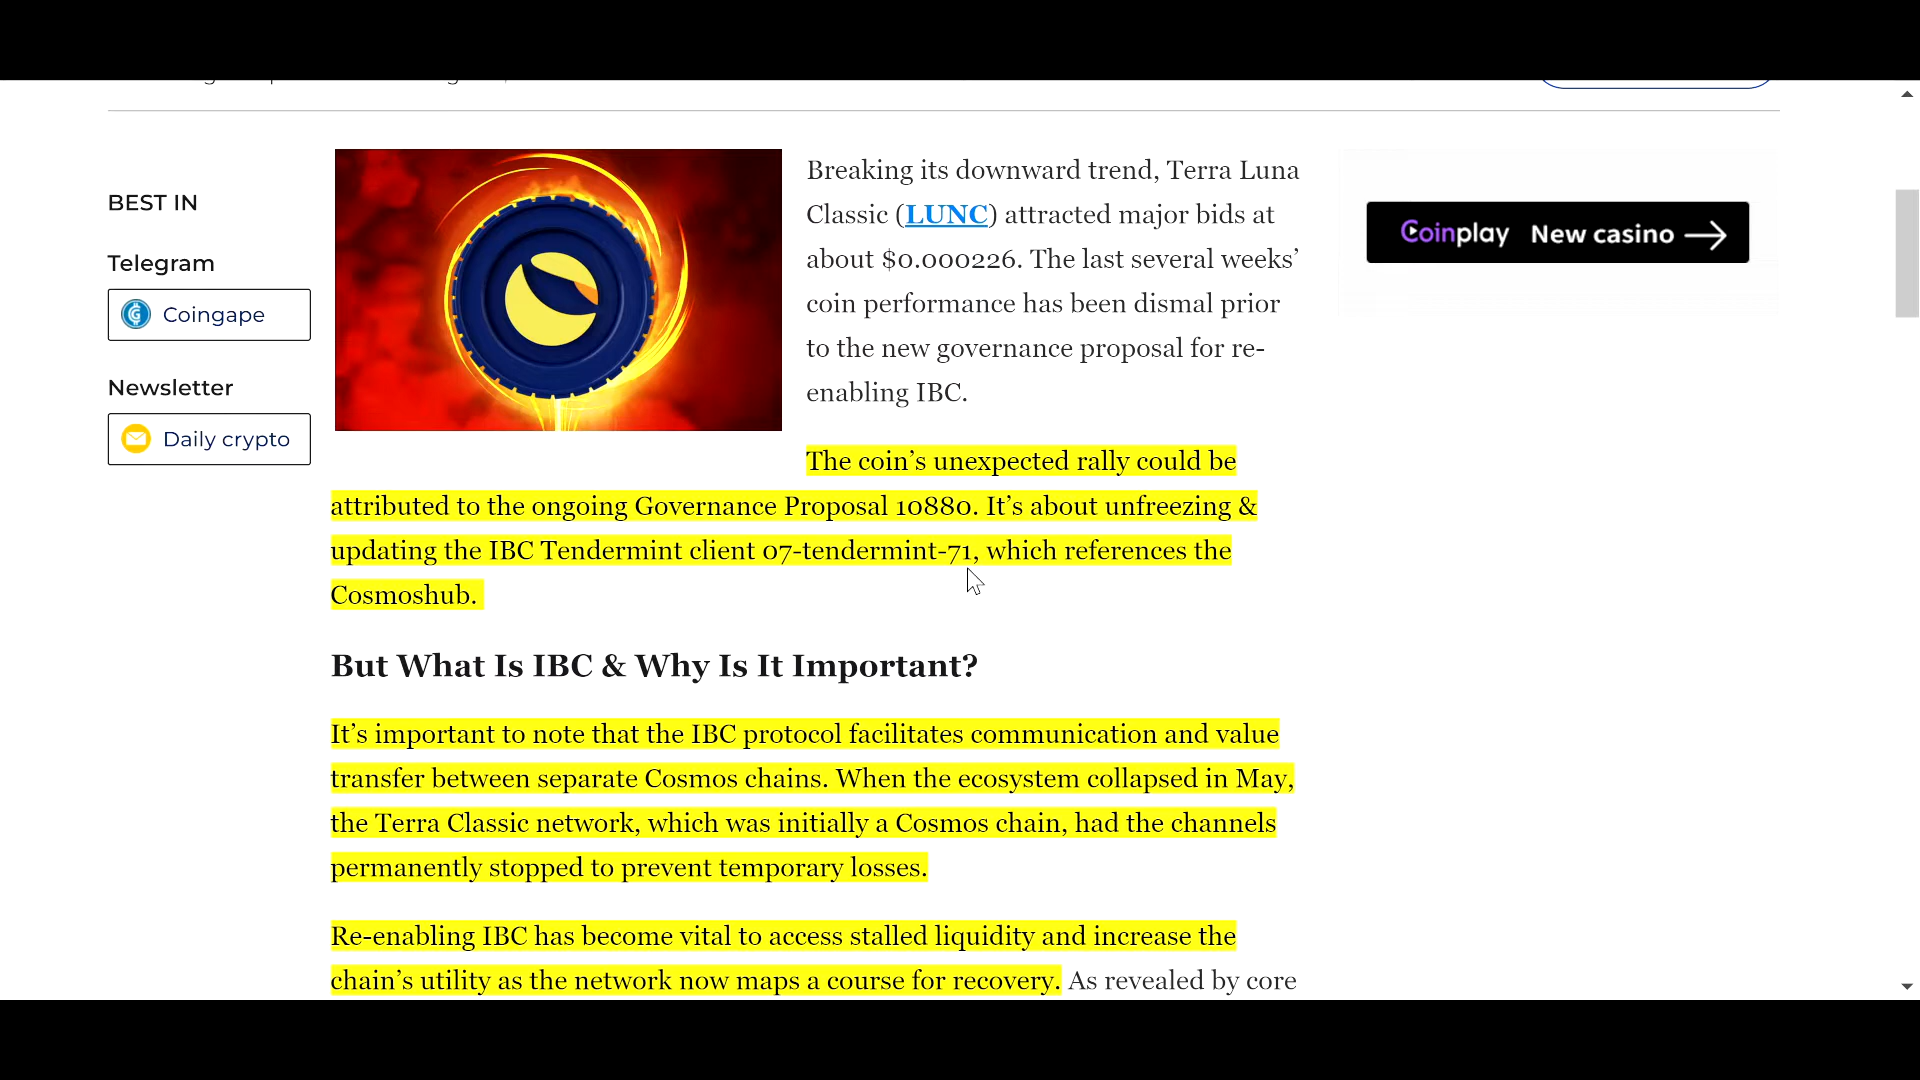 BEST IN
Telegram
Coingape
Newsletter
Daily crypto
Breaking its downward trend, Terra Luna
Classic (LUNC) attracted major bids at
about $0.000226. The last several weeks’
coin performance has been dismal prior
to the new governance proposal for re-
enabling IBC.
The coin’s unexpected rally could be
attributed to the ongoing Governance Proposal 10880. It’s about unfreezing &
updating the IBC Tendermint client 07-tendermint-71, which references the
Cosmoshub.
But What Is IBC & Why Is It Important?
It’s important to note that the IBC protocol facilitates communication and value
transfer between separate Cosmos chains. When the ecosystem collapsed in May,
the Terra Classic network, which was initially a Cosmos chain, had the channels
permanently stopped to prevent temporary losses.
Re-enabling IBC has become vital to access stalled liquidity and increase the
chain’s utility as the network now maps a course for recovery. As revealed by core
Coinplay New casino